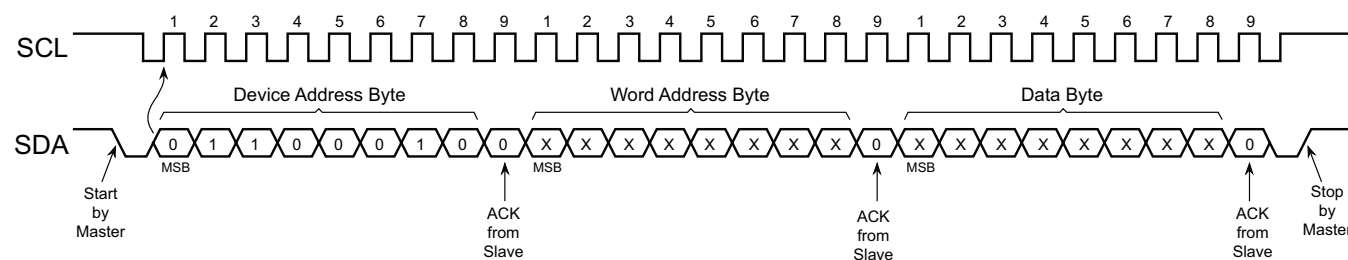 1 2 3 4 5 6 7 8 9 1 2 3 4 5 6 7 8 9 1 2 3 4 5 6 7 8 9
SCL
Device Address Byte Word Address Byte Data Byte
SDA 0 1 1 0 0 0 1 0 0 X X X X X X X X 0 X X X X X X X X 0
MSB MSB MSB
Start
by
Master
ACK
from
Slave
ACK
from
Slave
ACK
from
Slave
Stop
by
Master